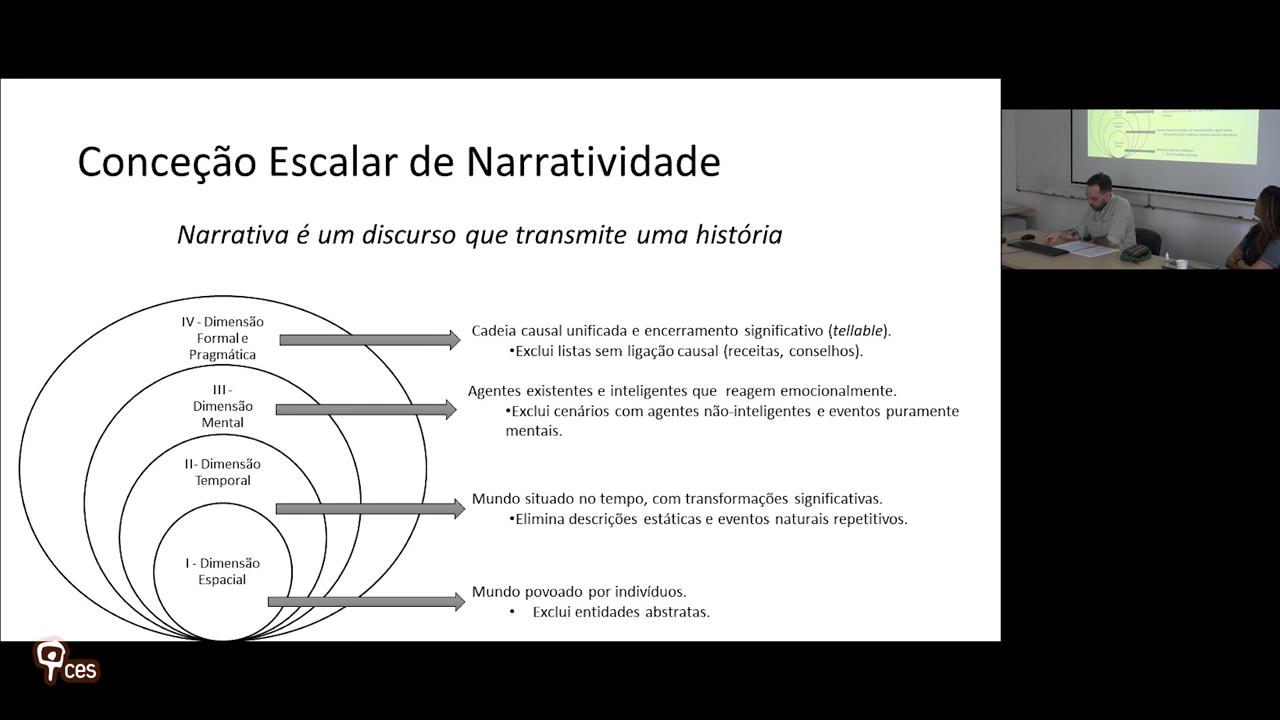 Conceção Escalar de Narratividade
Narrativa é um discurso que transmite uma história
IV - Dimensão
Formal e
Pragmática
Cadeia causal unificada e encerramento significativo (tellable).
•Exclui listas sem ligação causal (receitas, conselhos).
III -
Dimensão
Mental
Agentes existentes e inteligentes que reagem emocionalmente.
•Exclui cenários com agentes não-inteligentes e eventos puramente
mentais.
II- Dimensão
Temporal
Mundo situado no tempo, com transformações significativas.
•Elimina descrições estáticas e eventos naturais repetitivos.
I - Dimensão
Espacial
Mundo povoado por indivíduos.
• Exclui entidades abstratas.
ces